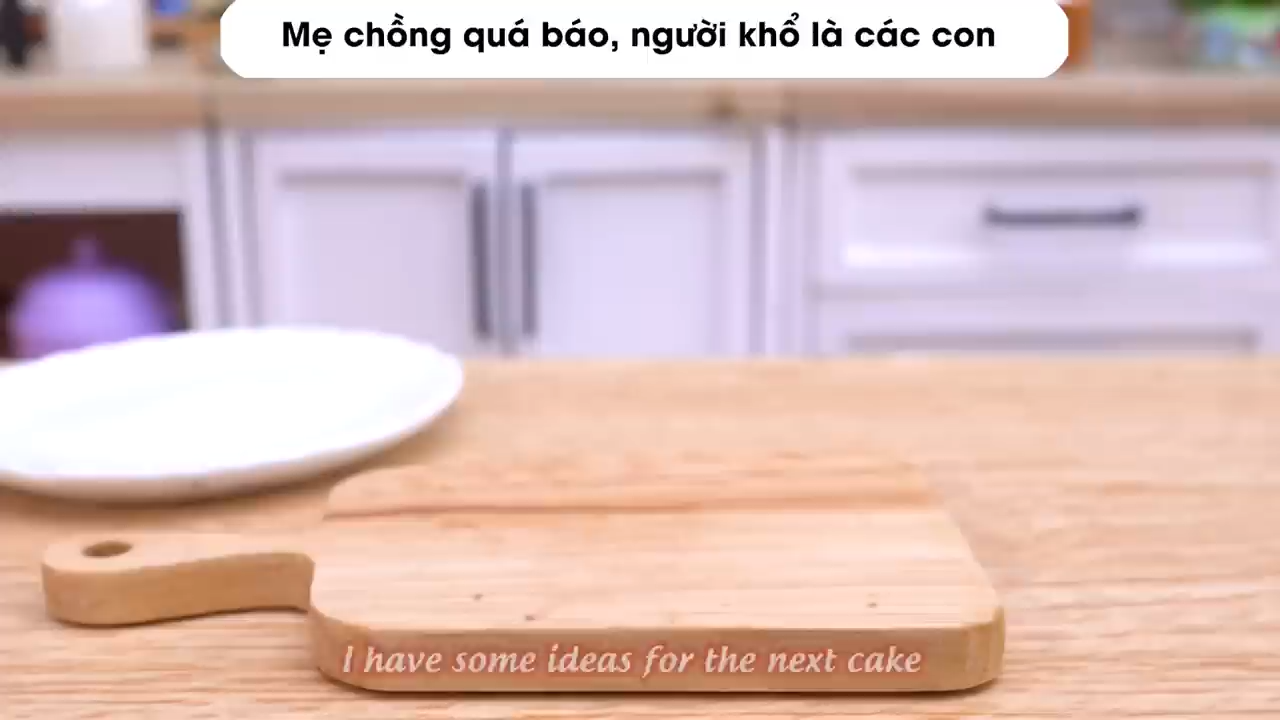 Mẹ chồng quá báo, người khổ là các con
I have some ideas for the next cake